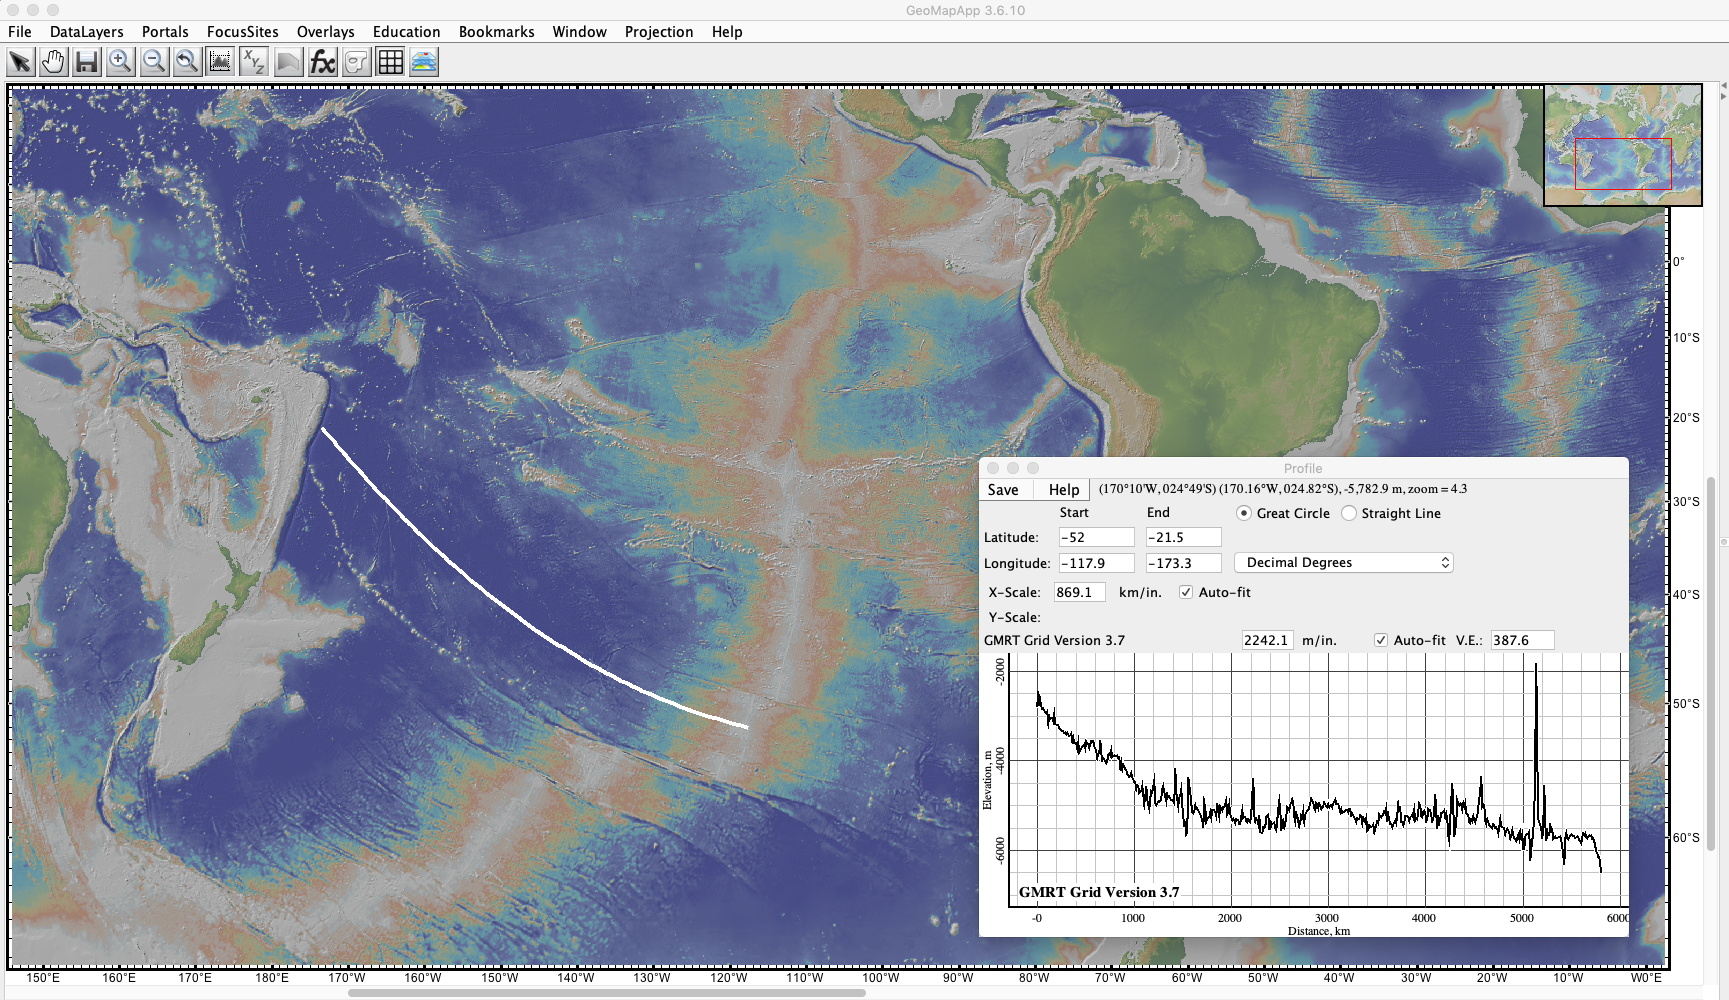 GeoMapApp 3.6.10
File DataLayers Portals FocusSites Overlays Education Bookmarks Window Projection Help
XYZ fx
Profile
Save Help (170°10'W, 024°49'S) (170.16°W, 024.82°S), -5,782.9 m, zoom = 4.3
Start End Great Circle Straight Line
Latitude: -52 -21.5
Longitude: -117.9 -173.3 Decimal Degrees
X-Scale: 869.1 km/in. Auto-fit
Y-Scale:
GMRT Grid Version 3.7 2242.1 m/in. Auto-fit V.E.: 387.6
-2000
-4000
-6000
Elevation, m
GMRT Grid Version 3.7
-0 1000 2000 3000 4000 5000 6000
Distance, km
0°
10°S
20°S
30°S
40°S
50°S
60°S
150°E 160°E 170°E 180°E 170°W 160°W 150°W 140°W 130°W 120°W 110°W 100°W 90°W 80°W 70°W 60°W 50°W 40°W 30°W 20°W 10°W W0°E